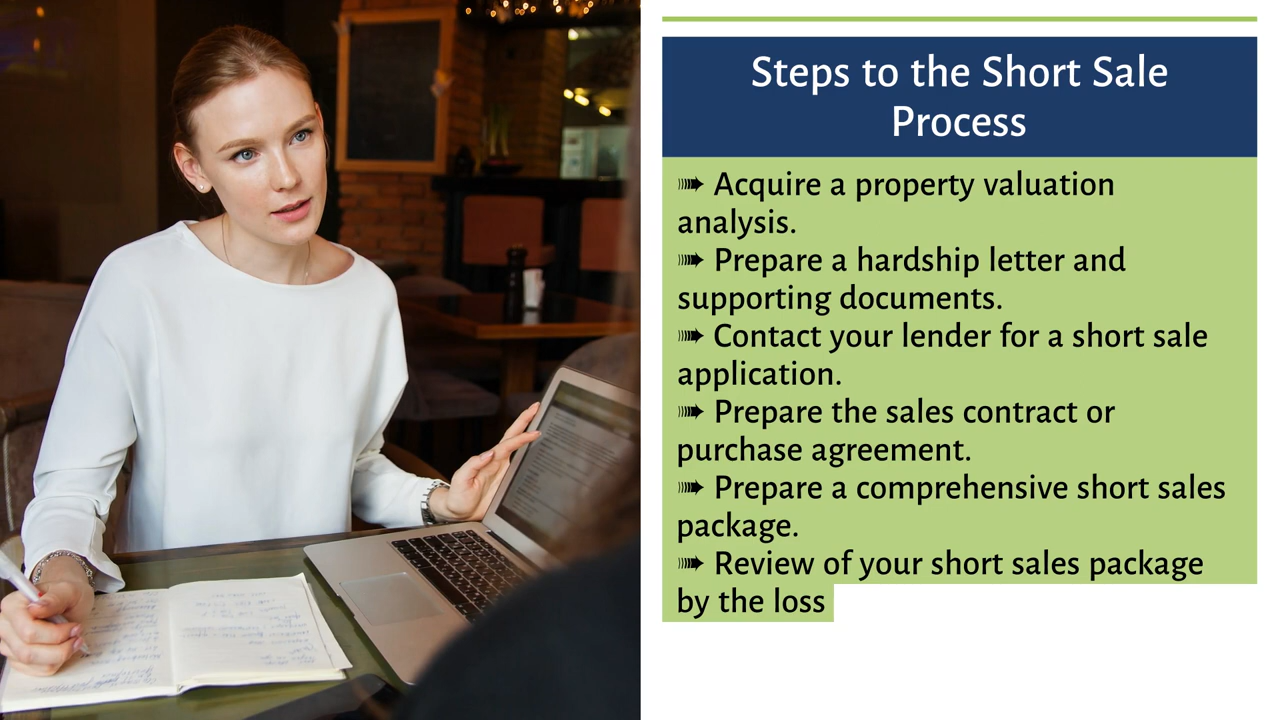 Steps to the Short Sale
Process
➠ Acquire a property valuation
analysis.
➠ Prepare a hardship letter and
supporting documents.
➠ Contact your lender for a short sale
application.
➠ Prepare the sales contract or
purchase agreement.
➠ Prepare a comprehensive short sales
package.
➠ Review of your short sales package
by the loss